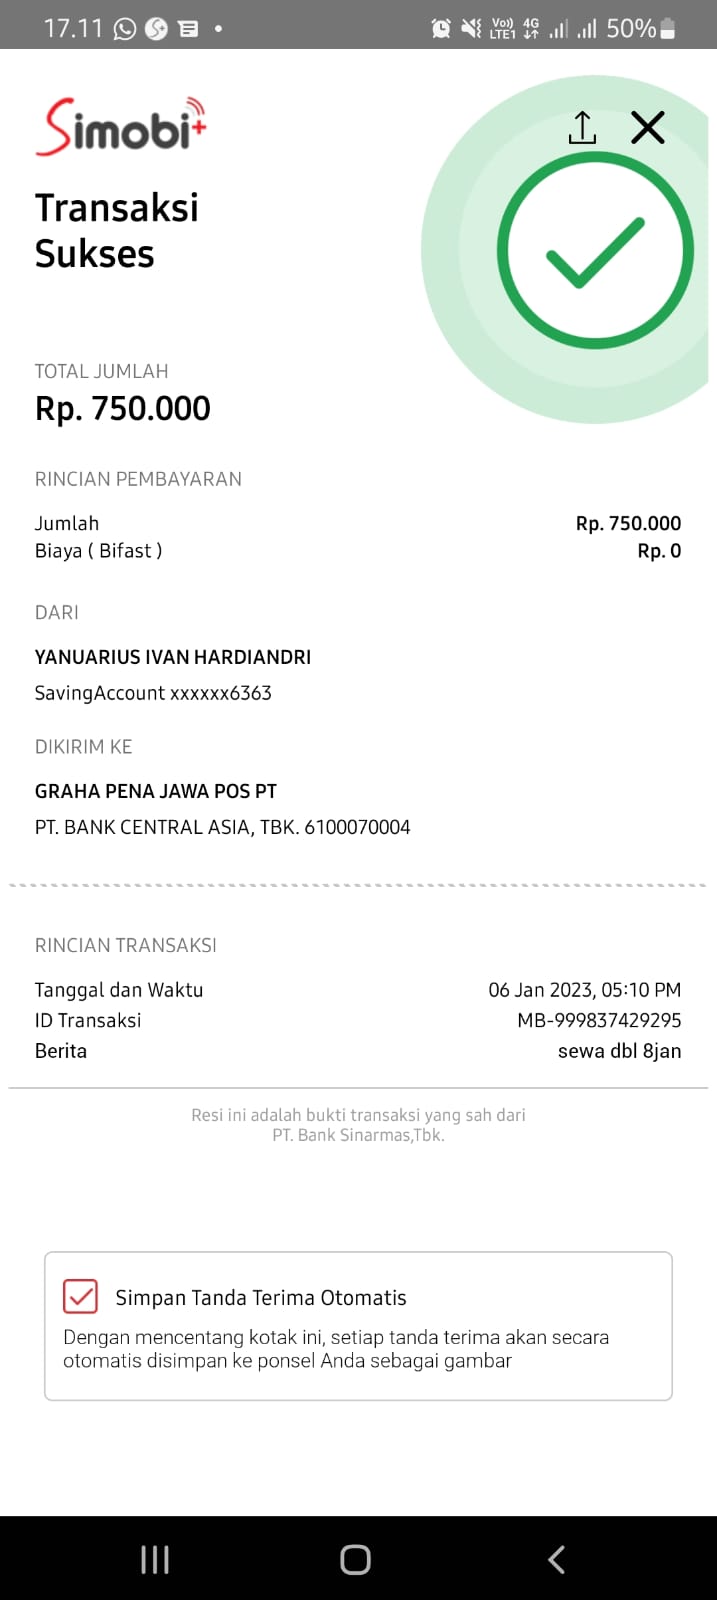 17.11
Vo)) 4G
LTE1
50%
Simobi+
Transaksi
Sukses
TOTAL JUMLAH
Rp. 750.000
RINCIAN PEMBAYARAN
Jumlah Rp. 750.000
Biaya ( Bifast ) Rp. 0
DARI
YANUARIUS IVAN HARDIANDRI
SavingAccount xxxxxx6363
DIKIRIM KE
GRAHA PENA JAWA POS PT
PT. BANK CENTRAL ASIA, TBK. 6100070004
RINCIAN TRANSAKSI
Tanggal dan Waktu 06 Jan 2023, 05:10 PM
ID Transaksi MB-999837429295
Berita sewa dbl 8jan
Resi ini adalah bukti transaksi yang sah dari
PT. Bank Sinarmas,Tbk.
Simpan Tanda Terima Otomatis
Dengan mencentang kotak ini, setiap tanda terima akan secara
otomatis disimpan ke ponsel Anda sebagai gambar